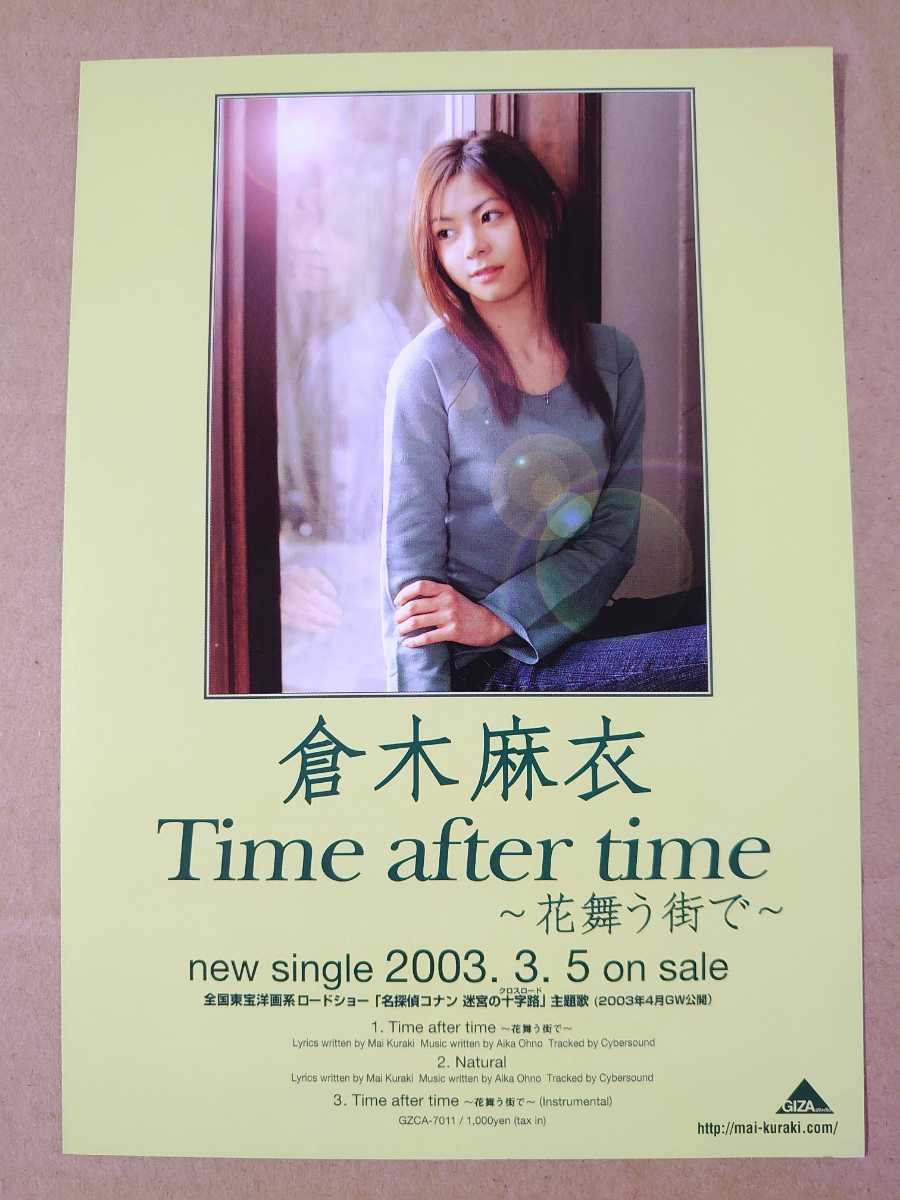 倉木麻衣
Time after time
～花舞う街で～
new single 2003. 3. 5 on sale
クロスロード
全国東宝洋画系ロードショー「名探偵コナン 迷宮の十字路」主題歌 (2003年4月GW公開)
1. Time after time ～花舞う街で～
Lyrics written by Mai Kuraki Music written by Aika Ohno Tracked by Cybersound
2. Natural
Lyrics written by Mai Kuraki Music written by Aika Ohno Tracked by Cybersound
3. Time after time ～花舞う街で～ (Instrumental)
GZCA-7011 / 1,000yen (tax in)
GIZA studio
http://mai-kuraki.com/